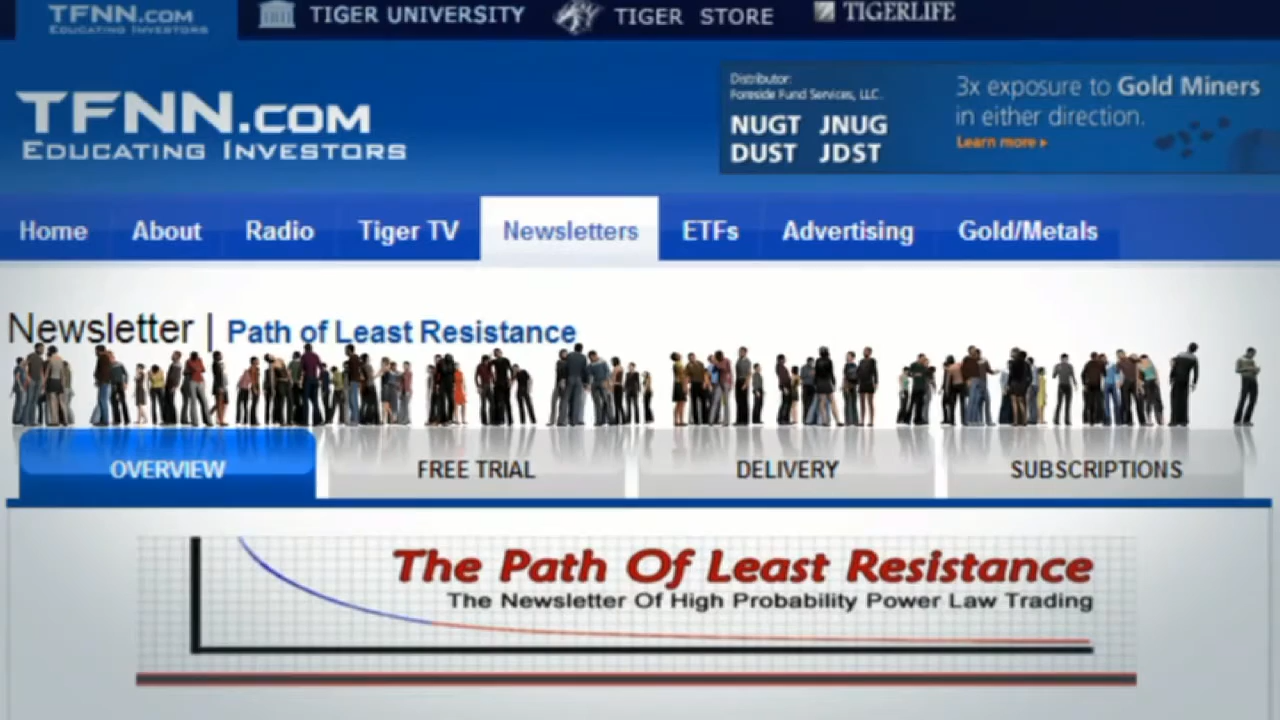 TFNN.COM
EDUCATING INVESTORS
TIGER UNIVERSITY
TIGER STORE
TIGERLIFE
TFNN.COM
EDUCATING INVESTORS
Distributor:
Foreside Fund Services, LLC.
NUGT JNUG
DUST JDST
3x exposure to Gold Miners
in either direction.
Learn more
Home About Radio Tiger TV Newsletters ETFs Advertising Gold/Metals
Newsletter | Path of Least Resistance
OVERVIEW FREE TRIAL DELIVERY SUBSCRIPTIONS
The Path Of Least Resistance
The Newsletter Of High Probability Power Law Trading